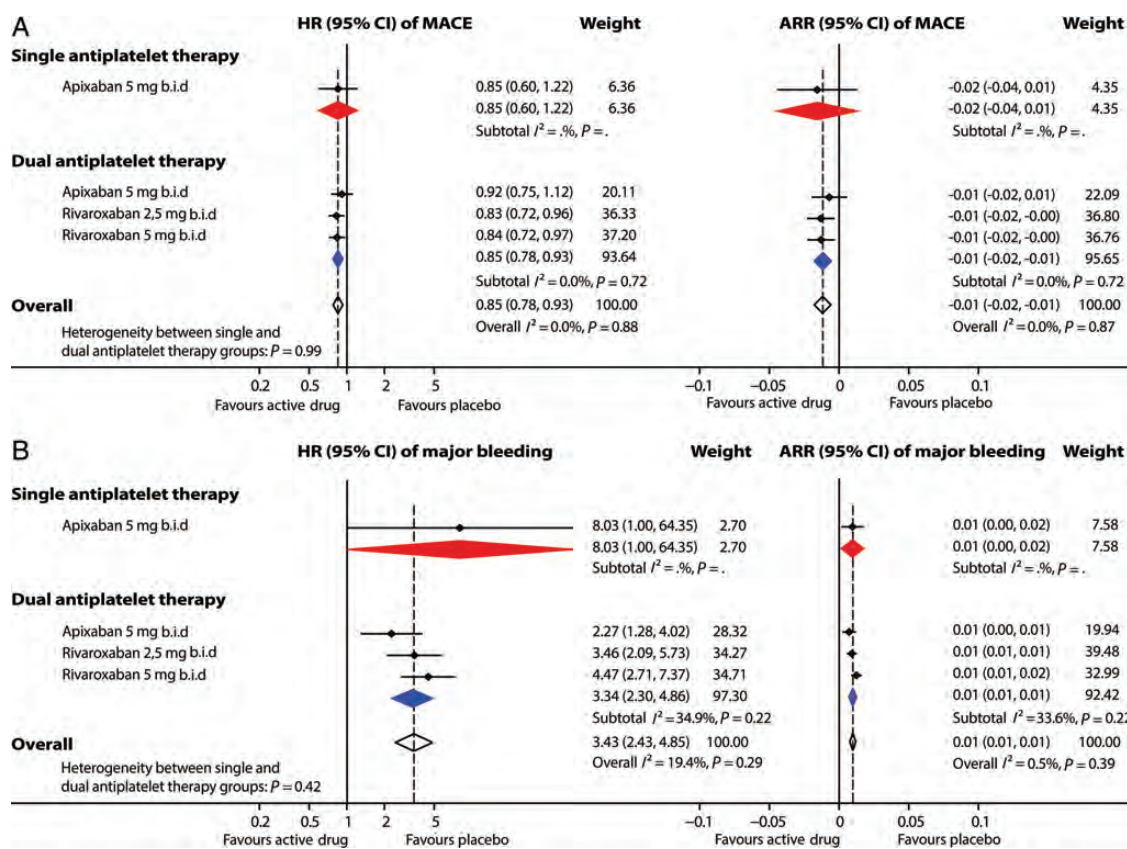 A
HR (95% CI) of MACE Weight ARR (95% CI) of MACE Weight
Single antiplatelet therapy
Apixaban 5 mg b.i.d 0.85 (0.60, 1.22) 6.36 -0.02 (-0.04, 0.01) 4.35
0.85 (0.60, 1.22) 6.36 -0.02 (-0.04, 0.01) 4.35
Subtotal I² = .%, P = . Subtotal I² = .%, P = .
Dual antiplatelet therapy
Apixaban 5 mg b.i.d 0.92 (0.75, 1.12) 20.11 -0.01 (-0.02, 0.01) 22.09
Rivaroxaban 2,5 mg b.i.d 0.83 (0.72, 0.96) 36.33 -0.01 (-0.02, -0.00) 36.80
Rivaroxaban 5 mg b.i.d 0.84 (0.72, 0.97) 37.20 -0.01 (-0.02, -0.00) 36.76
0.85 (0.78, 0.93) 93.64 -0.01 (-0.02, -0.01) 95.65
Subtotal I² = 0.0%, P = 0.72 Subtotal I² = 0.0%, P = 0.72
Overall 0.85 (0.78, 0.93) 100.00 -0.01 (-0.02, -0.01) 100.00
Overall I² = 0.0%, P = 0.88 Overall I² = 0.0%, P = 0.87
Heterogeneity between single and
dual antiplatelet therapy groups: P = 0.99
0.2 0.5 1 2 5 −0.1 −0.05 0 0.05 0.1
Favours active drug Favours placebo Favours active drug Favours placebo
B
HR (95% CI) of major bleeding Weight ARR (95% CI) of major bleeding Weight
Single antiplatelet therapy
Apixaban 5 mg b.i.d 8.03 (1.00, 64.35) 2.70 0.01 (0.00, 0.02) 7.58
8.03 (1.00, 64.35) 2.70 0.01 (0.00, 0.02) 7.58
Subtotal I² = .%, P = . Subtotal I² = .%, P = .
Dual antiplatelet therapy
Apixaban 5 mg b.i.d 2.27 (1.28, 4.02) 28.32 0.01 (0.00, 0.01) 19.94
Rivaroxaban 2,5 mg b.i.d 3.46 (2.09, 5.73) 34.27 0.01 (0.01, 0.01) 39.48
Rivaroxaban 5 mg b.i.d 4.47 (2.71, 7.37) 34.71 0.01 (0.01, 0.02) 32.99
3.34 (2.30, 4.86) 97.30 0.01 (0.01, 0.01) 92.42
Subtotal I² = 34.9%, P = 0.22 Subtotal I² = 33.6%, P = 0.22
Overall 3.43 (2.43, 4.85) 100.00 0.01 (0.01, 0.01) 100.00
Overall I² = 19.4%, P = 0.29 Overall I² = 0.5%, P = 0.39
Heterogeneity between single and
dual antiplatelet therapy groups: P = 0.42
0.2 0.5 1 2 5 −0.1 −0.05 0 0.05 0.1
Favours active drug Favours placebo Favours active drug Favours placebo